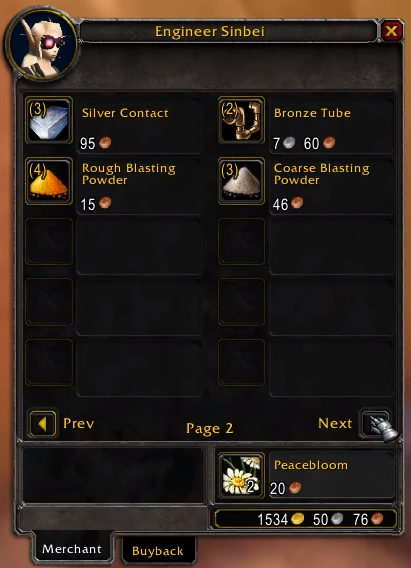 Engineer Sinbei
(3)
Silver Contact
95
(2)
Bronze Tube
7 60
(4)
Rough Blasting
Powder
15
(3)
Coarse Blasting
Powder
46
Prev
Page 2
Next
2
Peacebloom
20
1534 50 76
Merchant
Buyback